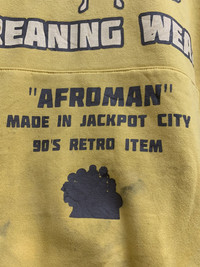 REANING WEA
"AFROMAN"
MADE IN JACKPOT CITY
90'S RETRO ITEM